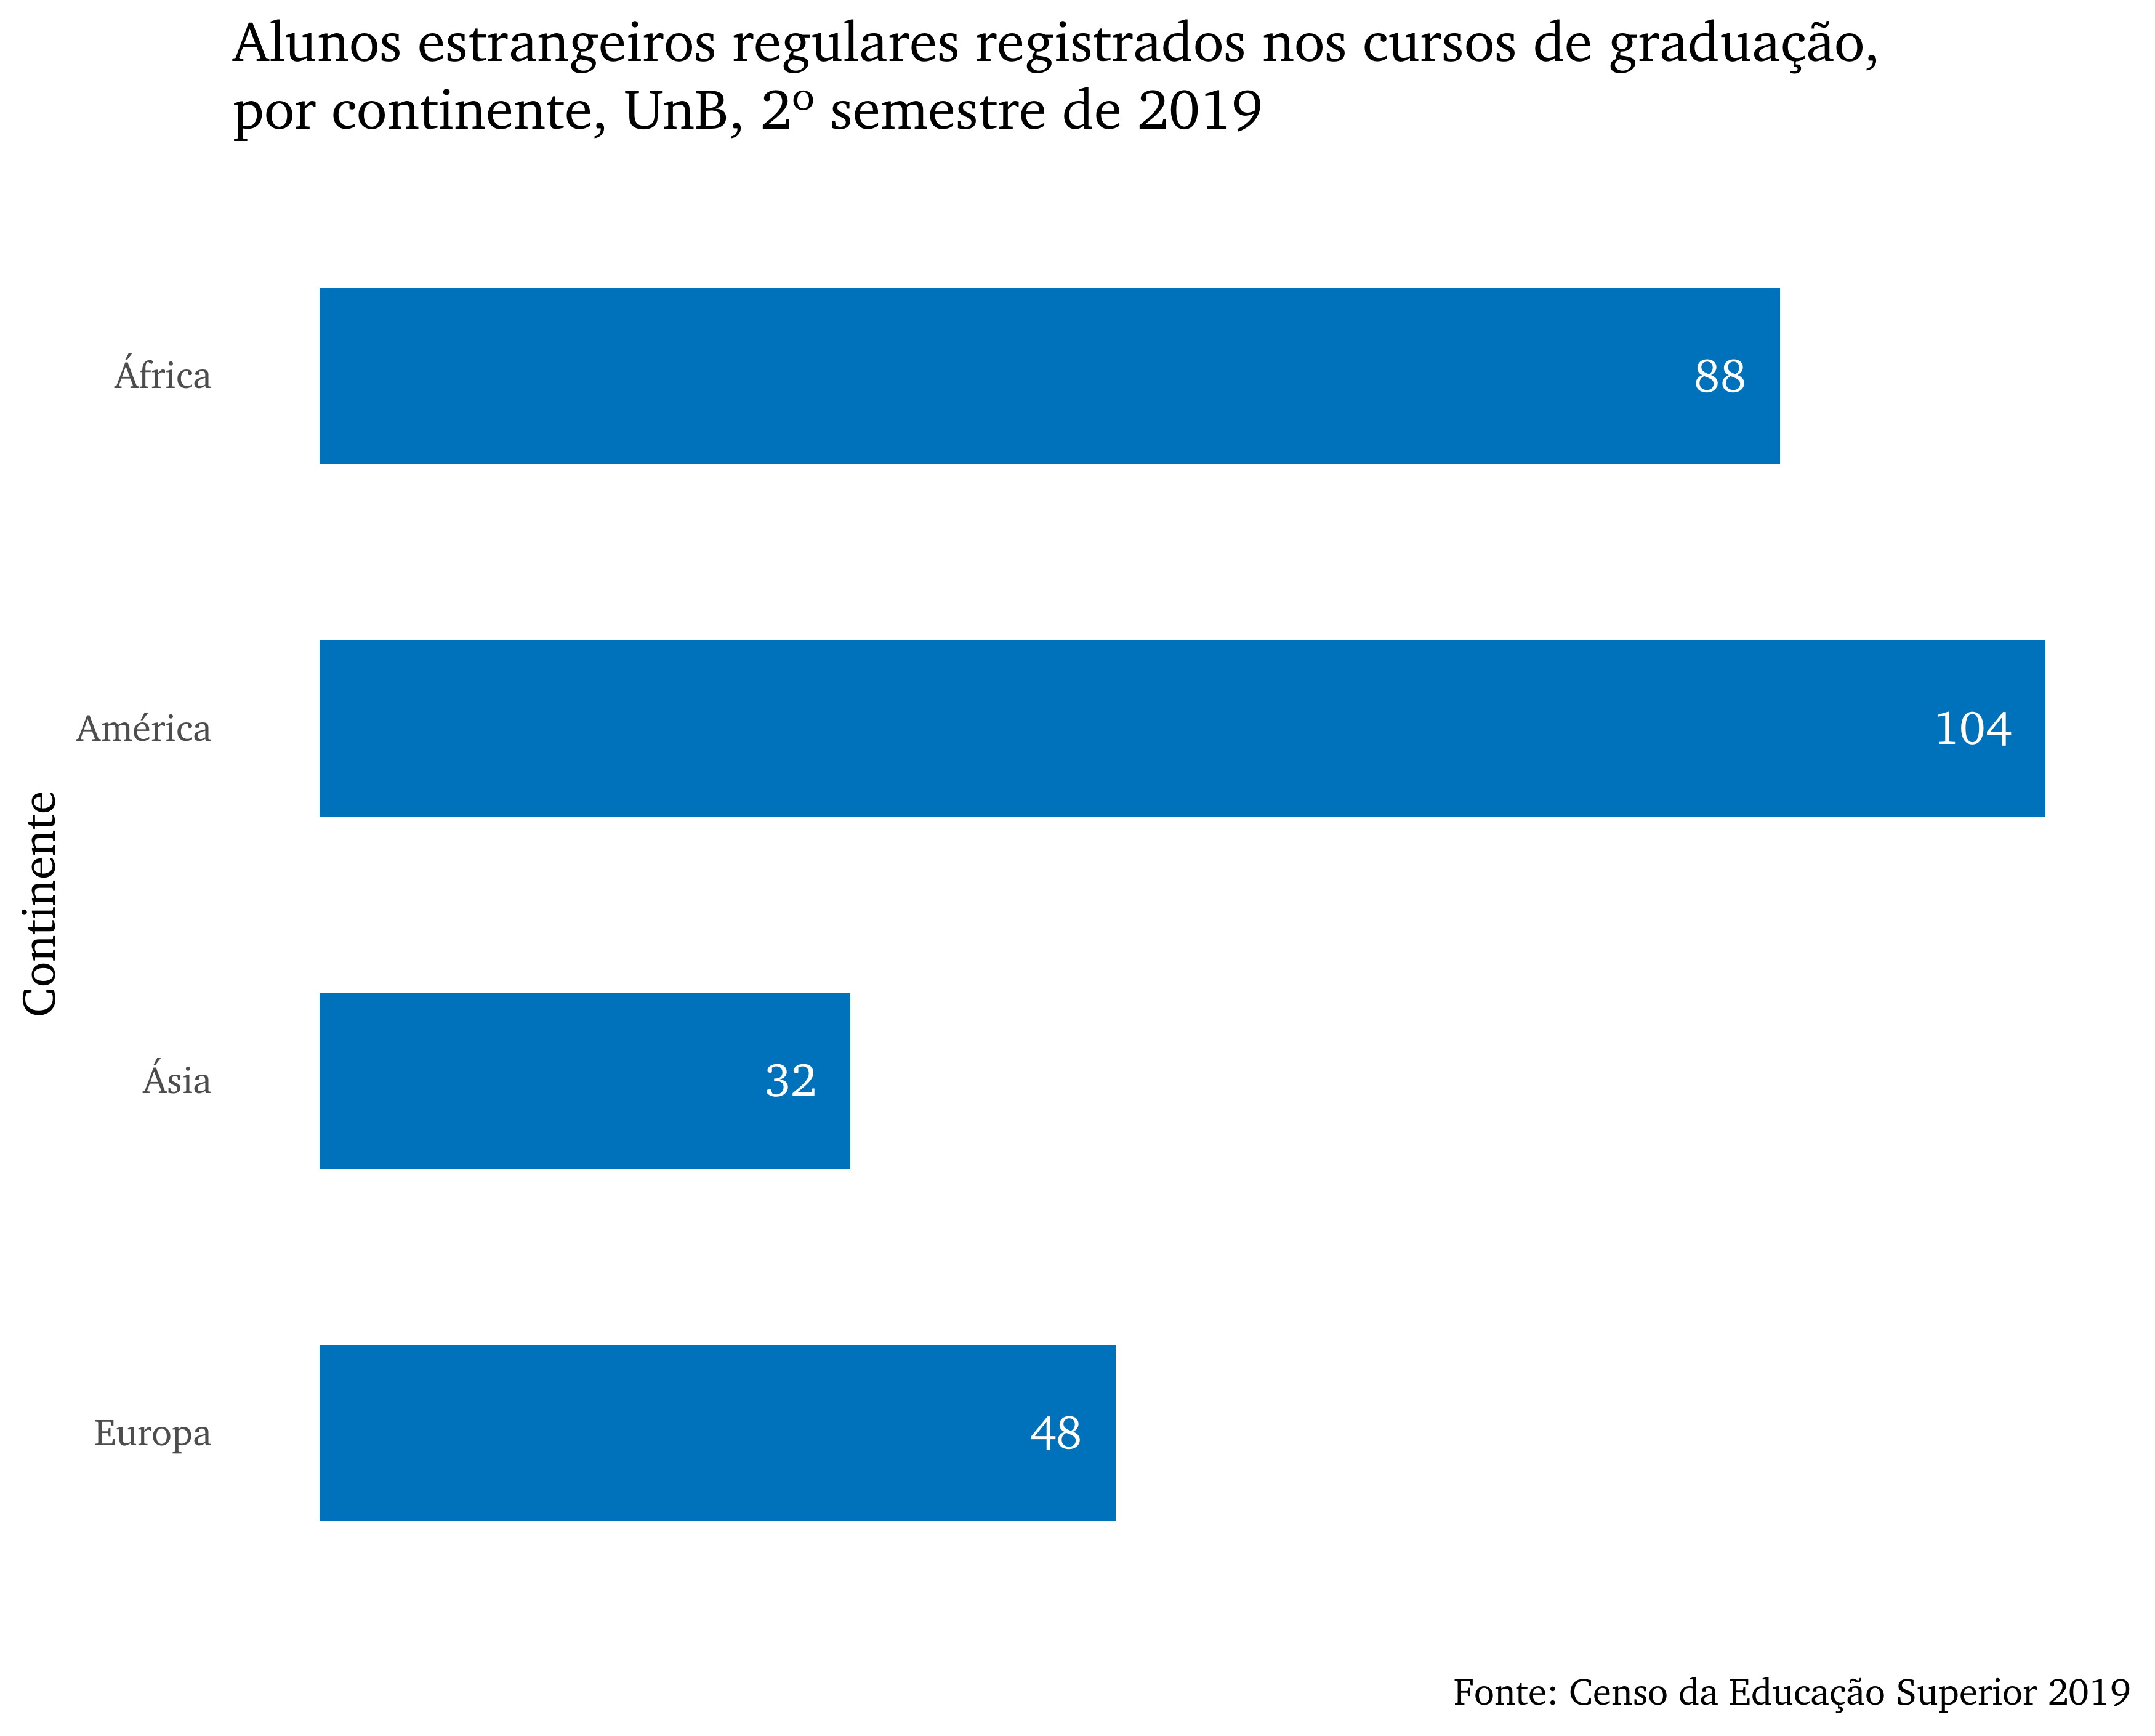 Alunos estrangeiros regulares registrados nos cursos de graduação,
por continente, UnB, 2º semestre de 2019
África
88
América
104
Continente
Ásia
32
Europa
48
Fonte: Censo da Educação Superior 2019